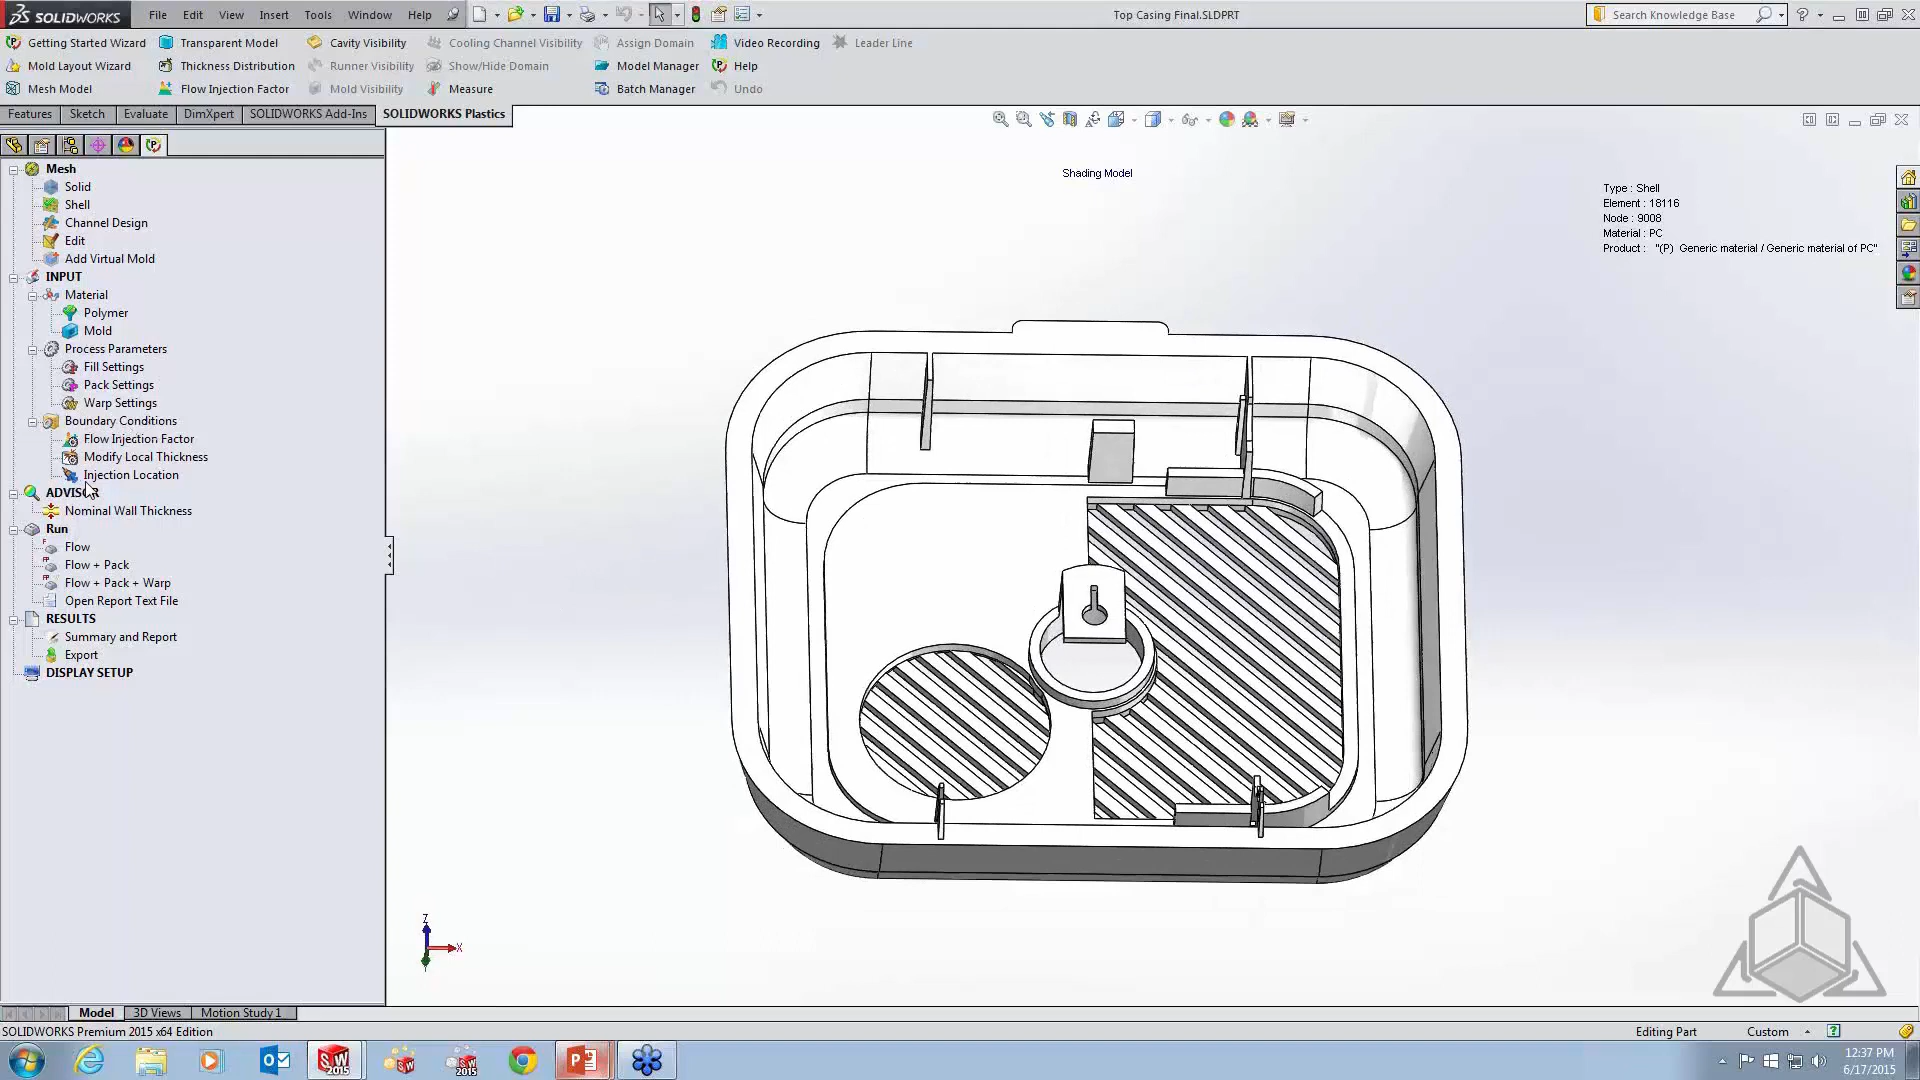 SOLIDWORKS File Edit View Insert Tools Window Help Top Casing Final.SLDPRT Search Knowledge Base
Getting Started Wizard Transparent Model Cavity Visibility Cooling Channel Visibility Assign Domain Video Recording Leader Line
Mold Layout Wizard Thickness Distribution Runner Visibility Show/Hide Domain Model Manager Help
Mesh Model Flow Injection Factor Mold Visibility Measure Batch Manager Undo
Features Sketch Evaluate DimXpert SOLIDWORKS Add-Ins SOLIDWORKS Plastics
Mesh
Solid
Shell
Channel Design
Edit
Add Virtual Mold
INPUT
Material
Polymer
Mold
Process Parameters
Fill Settings
Pack Settings
Warp Settings
Boundary Conditions
Flow Injection Factor
Modify Local Thickness
Injection Location
ADVISOR
Nominal Wall Thickness
Run
Flow
Flow + Pack
Flow + Pack + Warp
Open Report Text File
RESULTS
Summary and Report
Export
DISPLAY SETUP
Shading Model
Type : Shell
Element : 18116
Node : 9008
Material : PC
Product : "(P) Generic material / Generic material of PC"
Z
X
Model 3D Views Motion Study 1
SOLIDWORKS Premium 2015 x64 Edition Editing Part Custom
12:37 PM
6/17/2015